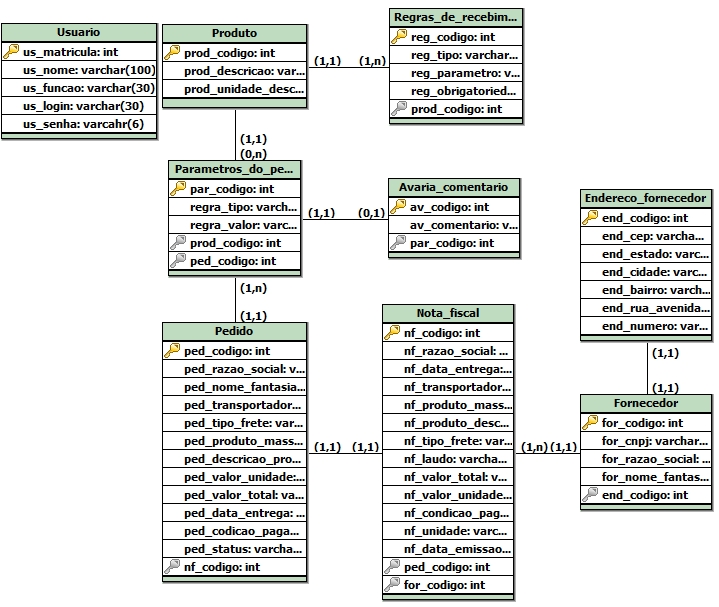 Usuario
us_matricula: int
us_nome: varchar(100)
us_funcao: varchar(30)
us_login: varchar(30)
us_senha: varcahr(6)
Produto
prod_codigo: int
prod_descricao: var...
prod_unidade_desc...
(1,1)
(1,n)
Regras_de_recebim...
reg_codigo: int
reg_tipo: varchar...
reg_parametro: v...
reg_obrigatoried...
prod_codigo: int
(1,1)
(0,n)
Parametros_do_pe...
par_codigo: int
regra_tipo: varch...
regra_valor: varc...
prod_codigo: int
ped_codigo: int
(1,1)
(0,1)
Avaria_comentario
av_codigo: int
av_comentario: v...
par_codigo: int
Endereco_fornecedor
end_codigo: int
end_cep: varcha...
end_estado: varc...
end_cidade: varc...
end_bairro: varch...
end_rua_avenida...
end_numero: var...
(1,n)
(1,1)
Pedido
ped_codigo: int
ped_razao_social: v...
ped_nome_fantasia...
ped_transportador...
ped_tipo_frete: var...
ped_produto_mass...
ped_descricao_pro...
ped_valor_unidade:...
ped_valor_total: va...
ped_data_entrega: ...
ped_codicao_paga...
ped_status: varcha...
nf_codigo: int
(1,1)
(1,1)
Nota_fiscal
nf_codigo: int
nf_razao_social: ...
nf_data_entrega:...
nf_transportador...
nf_produto_mass...
nf_produto_desc...
nf_tipo_frete: var...
nf_laudo: varcha...
nf_valor_total: v...
nf_valor_unidade...
nf_condicao_pag...
nf_unidade: varc...
nf_data_emissao...
ped_codigo: int
for_codigo: int
(1,n)
(1,1)
(1,1)
(1,1)
Fornecedor
for_codigo: int
for_cnpj: varchar...
for_razao_social: ...
for_nome_fantas...
end_codigo: int